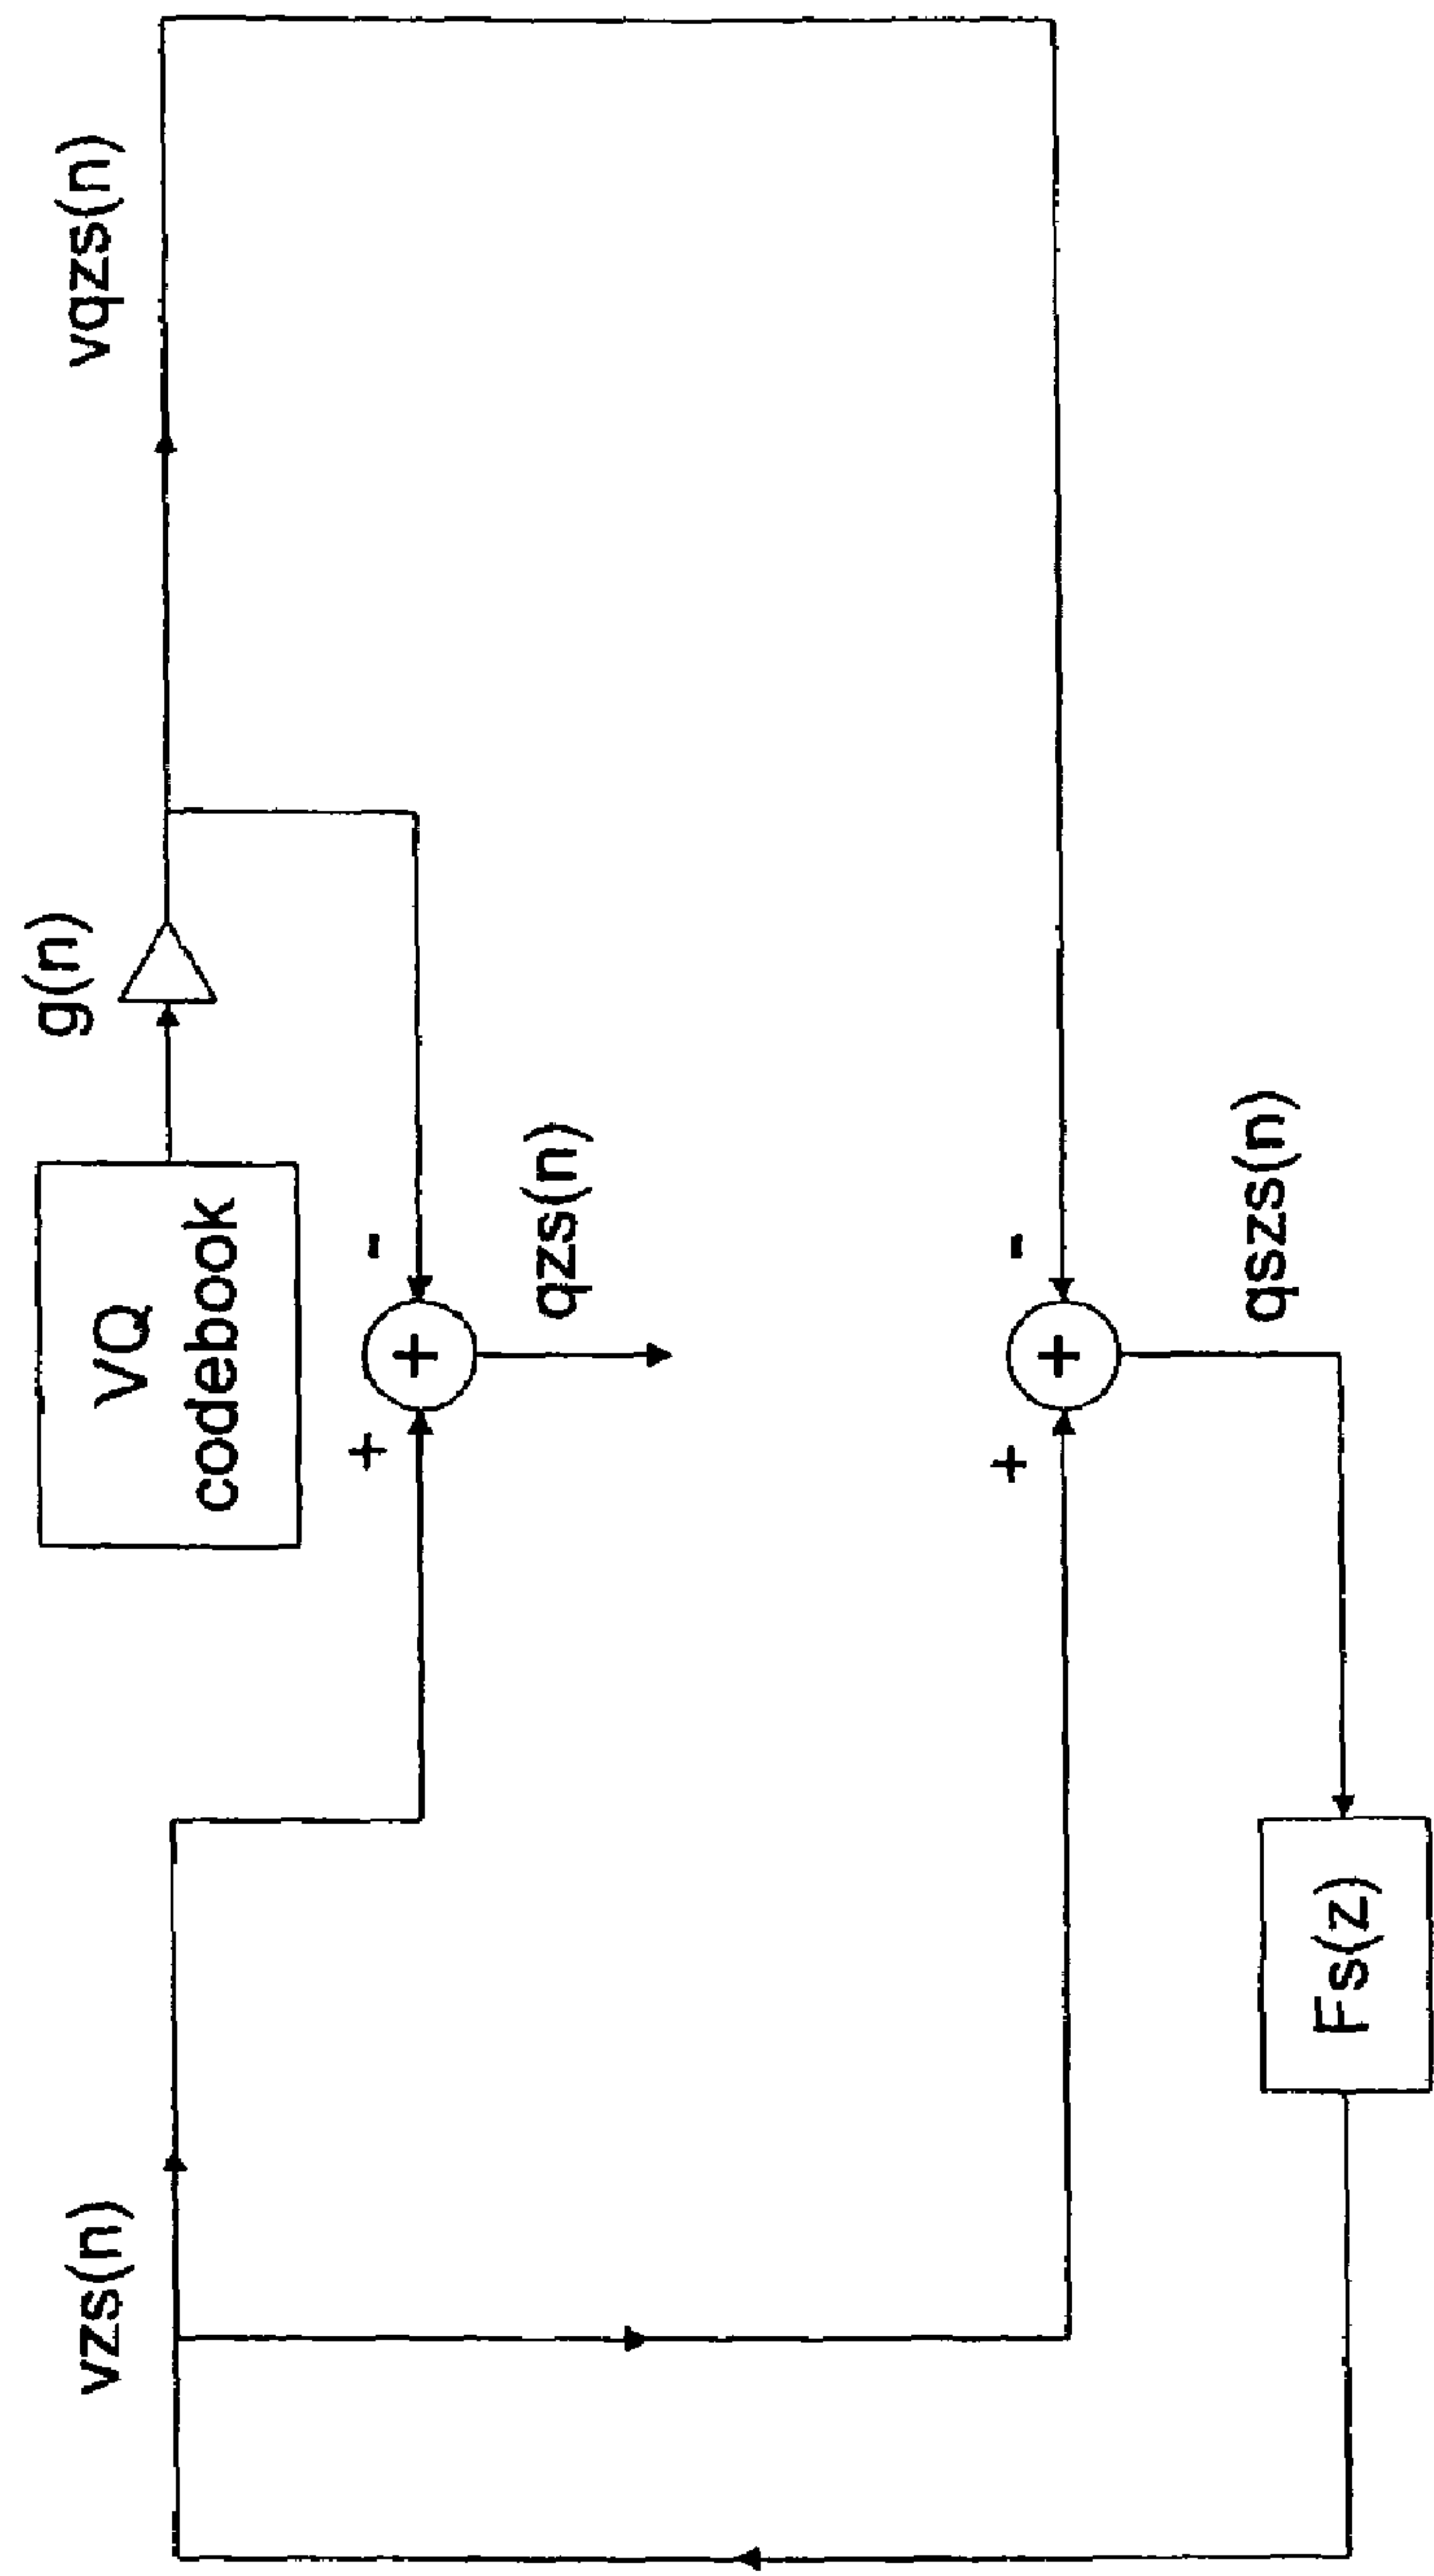 vzs(n)
VQ
codebook
g(n)
vqzs(n)
+
+
-
qzs(n)
+
+
-
Fs(z)
qszs(n)